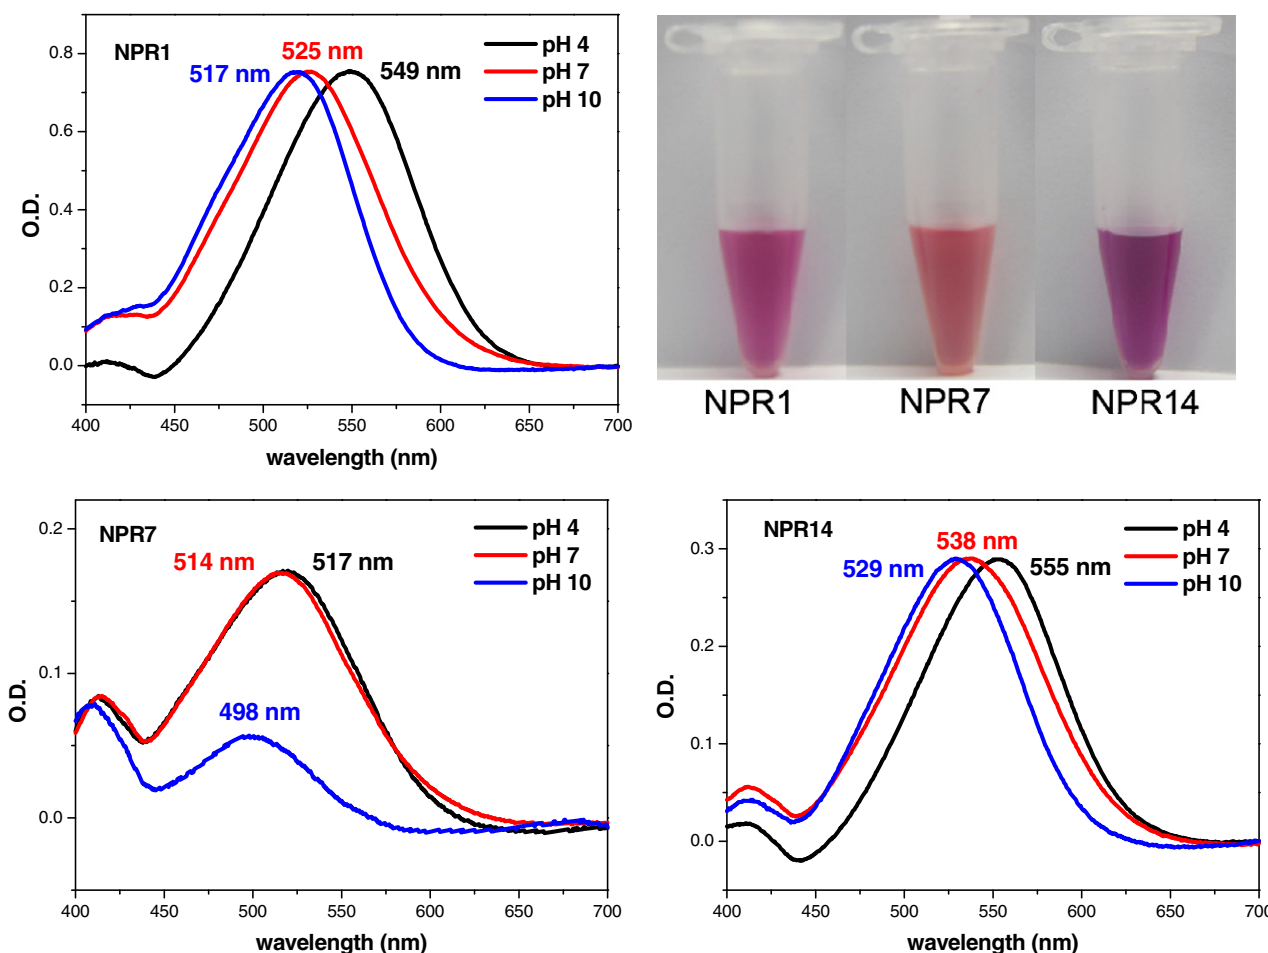 NPR1
pH 4
pH 7
pH 10
525 nm
517 nm
549 nm
0.8
0.6
0.4
0.2
0.0
O.D.
400 450 500 550 600 650 700
wavelength (nm)
NPR1 NPR7 NPR14
NPR7
pH 4
pH 7
pH 10
514 nm
517 nm
498 nm
0.2
0.1
0.0
O.D.
400 450 500 550 600 650 700
wavelength (nm)
NPR14
pH 4
pH 7
pH 10
538 nm
529 nm
555 nm
0.3
0.2
0.1
0.0
O.D.
400 450 500 550 600 650 700
wavelength (nm)